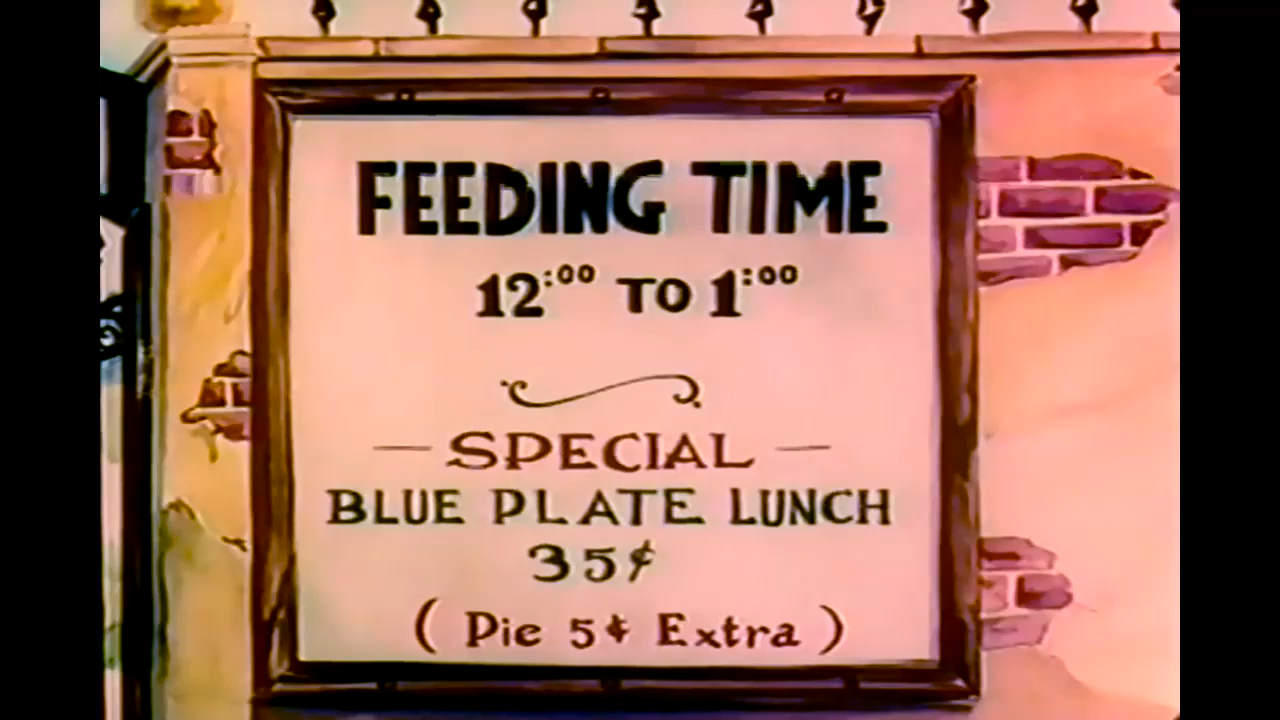 FEEDING TIME
12:00 TO 1:00
— SPECIAL —
BLUE PLATE LUNCH
35¢
( Pie 5¢ Extra )